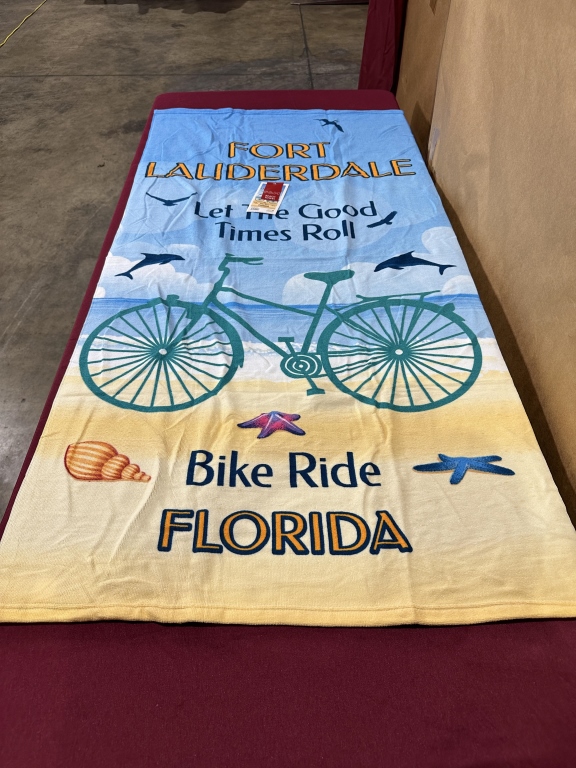 FORT
LAUDERDALE
Let the Good
Times Roll
Bike Ride
FLORIDA